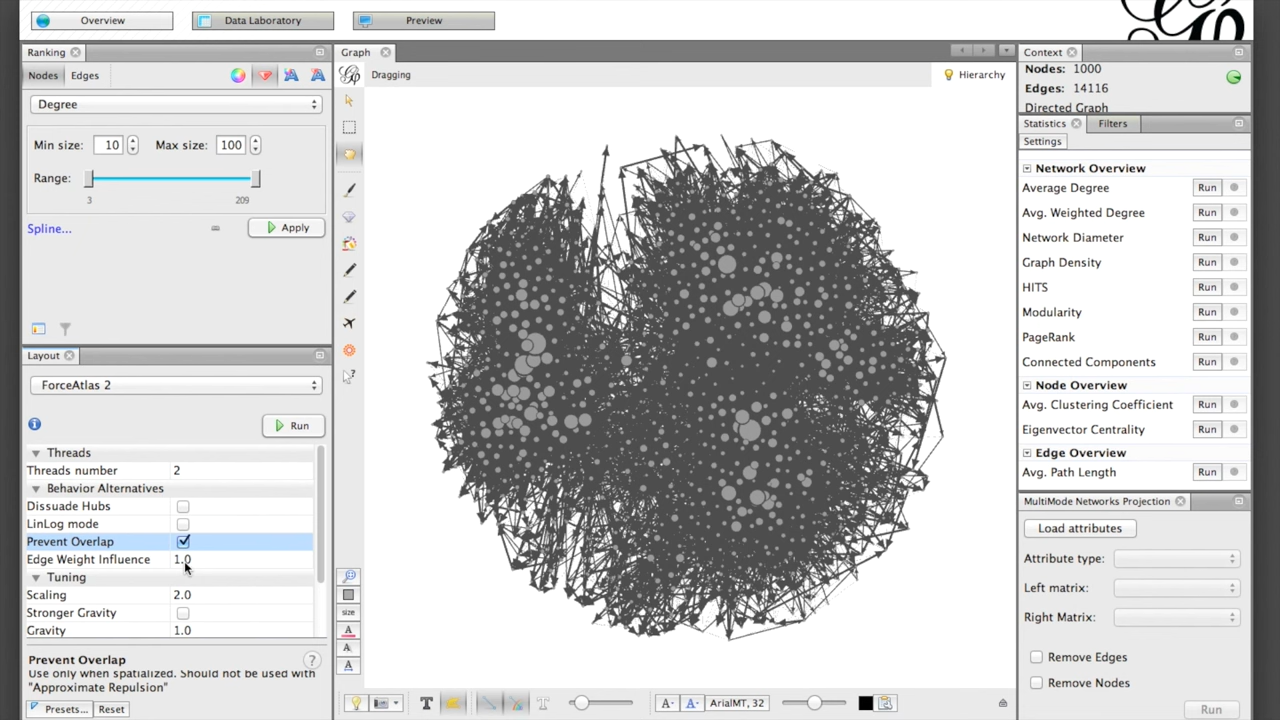 Overview
Data Laboratory
Preview
Ranking
Nodes
Edges
Degree
Min size: 10
Max size: 100
Range:
3
209
Spline...
Apply
Layout
ForceAtlas 2
Run
Threads
Threads number 2
Behavior Alternatives
Dissuade Hubs
LinLog mode
Prevent Overlap
Edge Weight Influence 1.0
Tuning
Scaling 2.0
Stronger Gravity
Gravity 1.0
Prevent Overlap
?
Use only when spatialized. Should not be used with
"Approximate Repulsion"
Presets...
Reset
Graph
Dragging
Hierarchy
size
A
A
A
T
T
A-
A-
ArialMT, 32
Context
Nodes: 1000
Edges: 14116
Directed Graph
Statistics
Filters
Settings
Network Overview
Average Degree Run
Avg. Weighted Degree Run
Network Diameter Run
Graph Density Run
HITS Run
Modularity Run
PageRank Run
Connected Components Run
Node Overview
Avg. Clustering Coefficient Run
Eigenvector Centrality Run
Edge Overview
Avg. Path Length Run
MultiMode Networks Projection
Load attributes
Attribute type:
Left matrix:
Right Matrix:
Remove Edges
Remove Nodes
Run